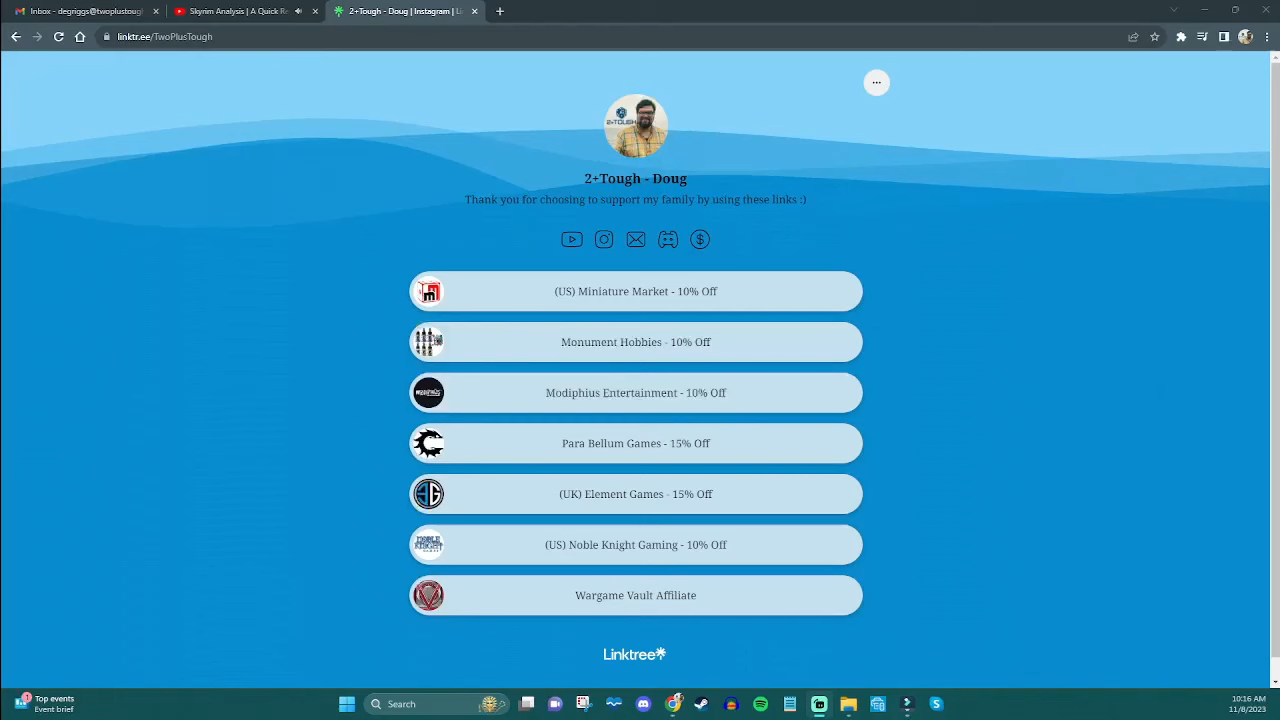 Inbox - degriggs@twoplustough
Skyrim Analysis | A Quick R
2+Tough - Doug | Instagram | L
linktr.ee/TwoPlusTough
2+TOUGH
2+Tough - Doug
Thank you for choosing to support my family by using these links :)
(US) Miniature Market - 10% Off
Monument Hobbies - 10% Off
Modiphius Entertainment - 10% Off
Para Bellum Games - 15% Off
(UK) Element Games - 15% Off
(US) Noble Knight Gaming - 10% Off
Wargame Vault Affiliate
Linktree
1
Top events
Event brief
Search
10:16 AM
11/8/2023